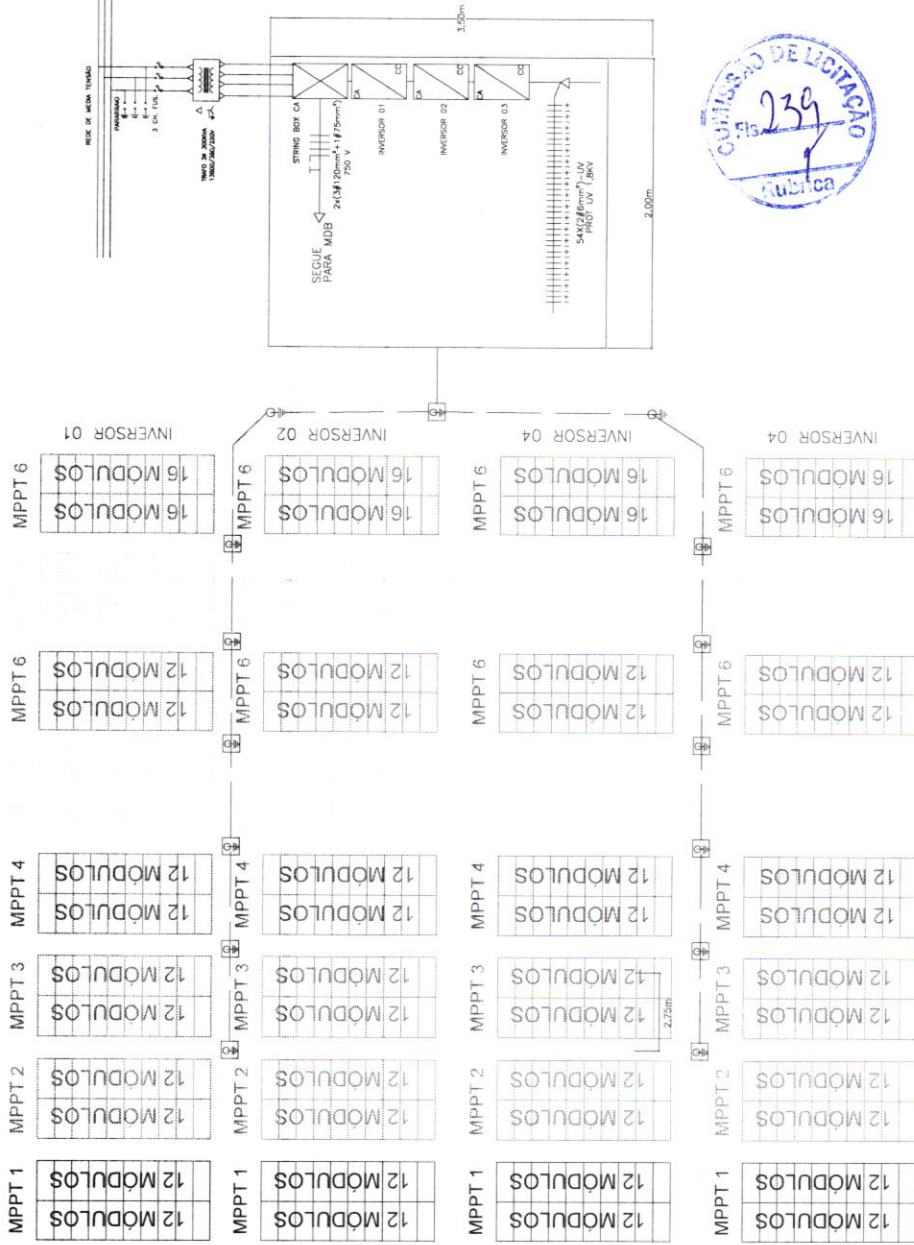 REDE DE MÉDIA TENSÃO
PARARRAIO
3 CH. FUS.
STRING BOX CA
2x(3#120mm²+1#75mm²)
750 V
SEGUE
PARA MDB
CA
CC
INVERSOR 01
CA
CC
INVERSOR 02
CA
CC
INVERSOR 03
54X(2#6mm²)-UV
PROT UV 1,8KV
3,50m
2,00m
COMISSÃO DE LICITAÇÃO
Fls. 239
Rubrica
INVERSOR 01
MPPT 6
16 MÓDULOS
16 MÓDULOS
MPPT 6
12 MÓDULOS
12 MÓDULOS
MPPT 4
12 MÓDULOS
12 MÓDULOS
MPPT 3
12 MÓDULOS
12 MÓDULOS
MPPT 2
12 MÓDULOS
12 MÓDULOS
MPPT 1
12 MÓDULOS
12 MÓDULOS
INVERSOR 02
MPPT 6
16 MÓDULOS
16 MÓDULOS
MPPT 6
12 MÓDULOS
12 MÓDULOS
MPPT 4
12 MÓDULOS
12 MÓDULOS
MPPT 3
12 MÓDULOS
12 MÓDULOS
MPPT 2
12 MÓDULOS
12 MÓDULOS
MPPT 1
12 MÓDULOS
12 MÓDULOS
INVERSOR 04
MPPT 6
16 MÓDULOS
16 MÓDULOS
MPPT 6
12 MÓDULOS
12 MÓDULOS
MPPT 4
12 MÓDULOS
12 MÓDULOS
MPPT 3
12 MÓDULOS
12 MÓDULOS
2,75m
MPPT 2
12 MÓDULOS
12 MÓDULOS
MPPT 1
12 MÓDULOS
12 MÓDULOS
INVERSOR 04
MPPT 6
16 MÓDULOS
16 MÓDULOS
MPPT 6
12 MÓDULOS
12 MÓDULOS
MPPT 4
12 MÓDULOS
12 MÓDULOS
MPPT 3
12 MÓDULOS
12 MÓDULOS
MPPT 2
12 MÓDULOS
12 MÓDULOS
MPPT 1
12 MÓDULOS
12 MÓDULOS